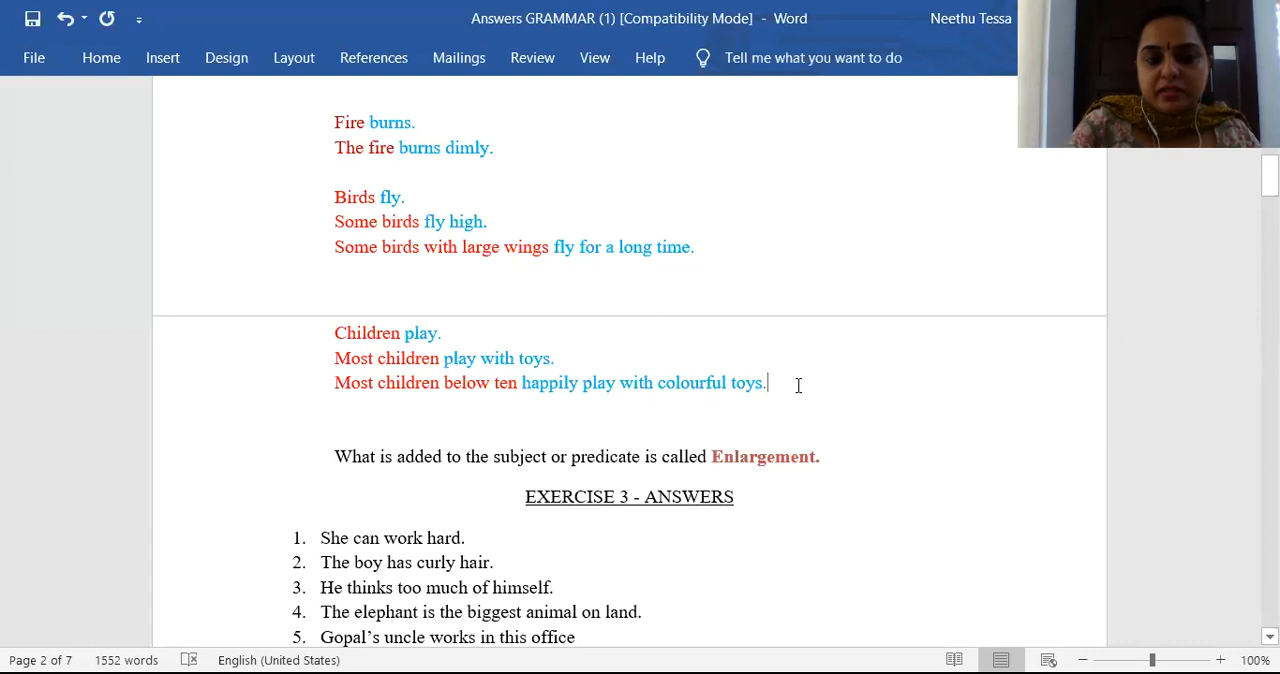 Answers GRAMMAR (1) [Compatibility Mode] - Word Neethu Tessa
File Home Insert Design Layout References Mailings Review View Help Tell me what you want to do
Fire burns.
The fire burns dimly.
Birds fly.
Some birds fly high.
Some birds with large wings fly for a long time.
Children play.
Most children play with toys.
Most children below ten happily play with colourful toys.
What is added to the subject or predicate is called Enlargement.
EXERCISE 3 - ANSWERS
1. She can work hard.
2. The boy has curly hair.
3. He thinks too much of himself.
4. The elephant is the biggest animal on land.
5. Gopal's uncle works in this office
Page 2 of 7 1552 words English (United States) 100%